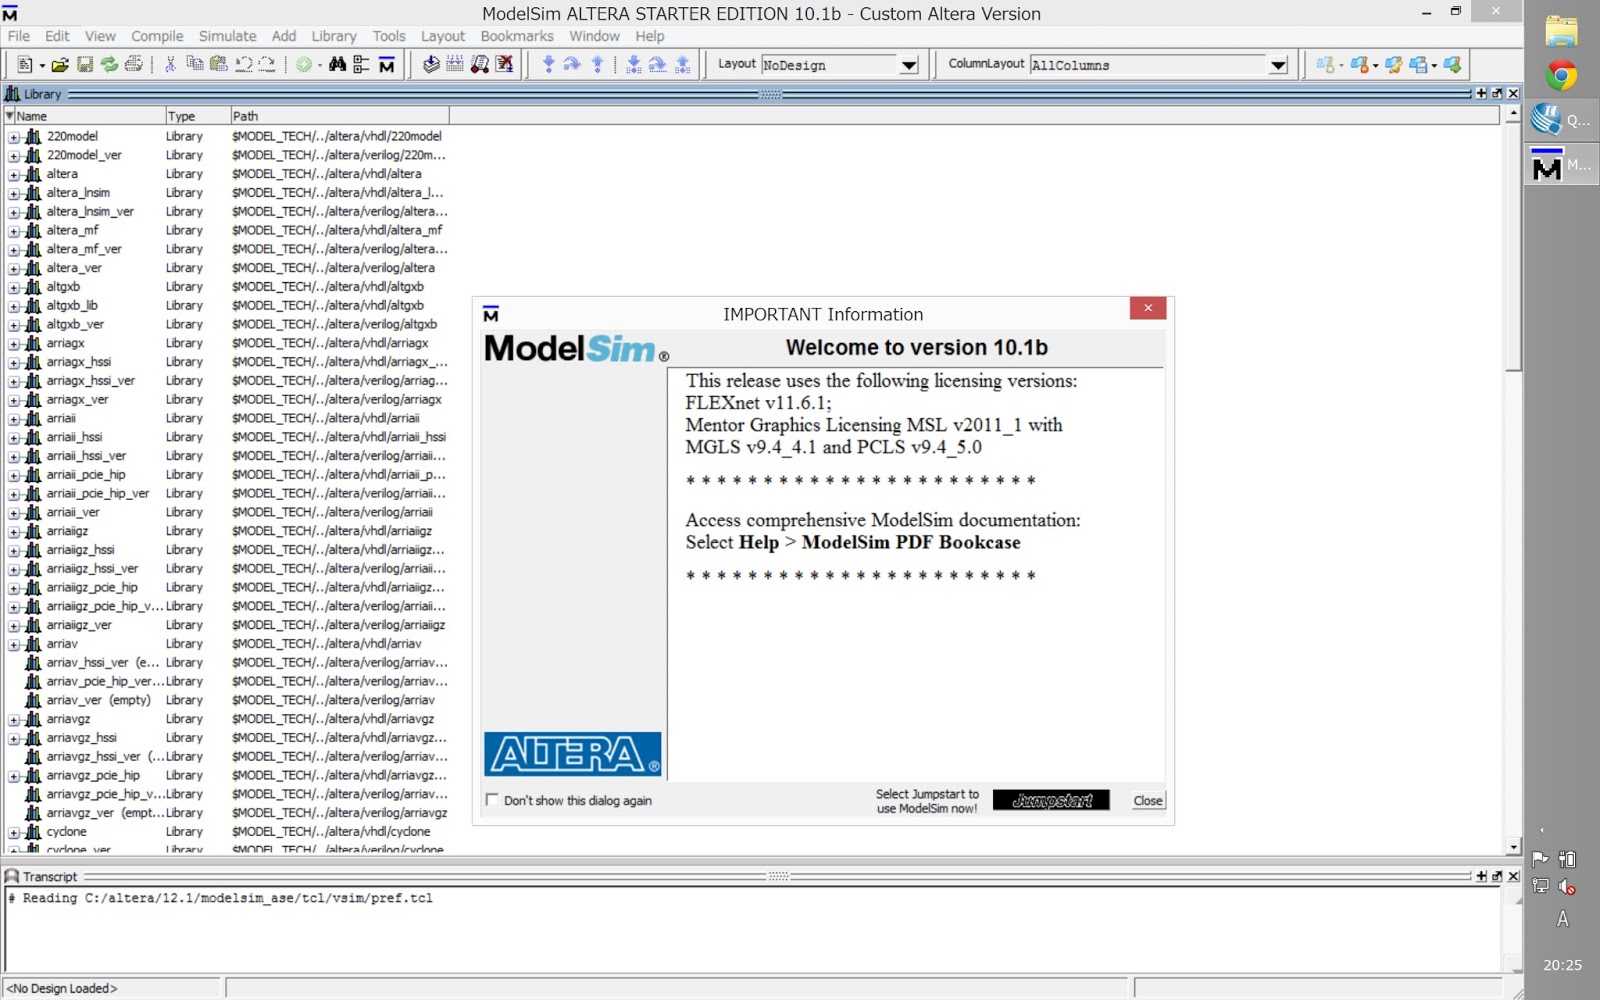 ModelSim ALTERA STARTER EDITION 10.1b - Custom Altera Version
File Edit View Compile Simulate Add Library Tools Layout Bookmarks Window Help
Layout NoDesign ColumnLayout AllColumns
Library
Name Type Path
220model Library $MODEL_TECH/../altera/vhdl/220model
220model_ver Library $MODEL_TECH/../altera/verilog/220m...
altera Library $MODEL_TECH/../altera/vhdl/altera
altera_lnsim Library $MODEL_TECH/../altera/vhdl/altera_l...
altera_lnsim_ver Library $MODEL_TECH/../altera/verilog/altera...
altera_mf Library $MODEL_TECH/../altera/vhdl/altera_mf
altera_mf_ver Library $MODEL_TECH/../altera/verilog/altera...
altera_ver Library $MODEL_TECH/../altera/verilog/altera
altgxb Library $MODEL_TECH/../altera/vhdl/altgxb
altgxb_lib Library $MODEL_TECH/../altera/vhdl/altgxb
altgxb_ver Library $MODEL_TECH/../altera/verilog/altgxb
arriagx Library $MODEL_TECH/../altera/vhdl/arriagx
arriagx_hssi Library $MODEL_TECH/../altera/vhdl/arriagx_...
arriagx_hssi_ver Library $MODEL_TECH/../altera/verilog/arriag...
arriagx_ver Library $MODEL_TECH/../altera/verilog/arriagx
arriaii Library $MODEL_TECH/../altera/vhdl/arriaii
arriaii_hssi Library $MODEL_TECH/../altera/vhdl/arriaii_hssi
arriaii_hssi_ver Library $MODEL_TECH/../altera/verilog/arriaii...
arriaii_pcie_hip Library $MODEL_TECH/../altera/vhdl/arriaii_p...
arriaii_pcie_hip_ver Library $MODEL_TECH/../altera/verilog/arriaii...
arriaii_ver Library $MODEL_TECH/../altera/verilog/arriaii
arriaiigz Library $MODEL_TECH/../altera/vhdl/arriaiigz
arriaiigz_hssi Library $MODEL_TECH/../altera/vhdl/arriaiigz...
arriaiigz_hssi_ver Library $MODEL_TECH/../altera/verilog/arriaii...
arriaiigz_pcie_hip Library $MODEL_TECH/../altera/vhdl/arriaiigz...
arriaiigz_pcie_hip_v... Library $MODEL_TECH/../altera/verilog/arriaii...
arriaiigz_ver Library $MODEL_TECH/../altera/verilog/arriaiigz
arriav Library $MODEL_TECH/../altera/vhdl/arriav
arriav_hssi_ver (e... Library $MODEL_TECH/../altera/verilog/arriav...
arriav_pcie_hip_ver... Library $MODEL_TECH/../altera/verilog/arriav...
arriav_ver (empty) Library $MODEL_TECH/../altera/verilog/arriav
arriavgz Library $MODEL_TECH/../altera/vhdl/arriavgz
arriavgz_hssi Library $MODEL_TECH/../altera/vhdl/arriavgz...
arriavgz_hssi_ver (... Library $MODEL_TECH/../altera/verilog/arriav...
arriavgz_pcie_hip Library $MODEL_TECH/../altera/vhdl/arriavgz...
arriavgz_pcie_hip_v... Library $MODEL_TECH/../altera/verilog/arriav...
arriavgz_ver (empt... Library $MODEL_TECH/../altera/verilog/arriavgz
cyclone Library $MODEL_TECH/../altera/vhdl/cyclone
cyclone_ver Library $MODEL_TECH/../altera/verilog/cyclone
IMPORTANT Information
ModelSim®
Welcome to version 10.1b
This release uses the following licensing versions:
FLEXnet v11.6.1;
Mentor Graphics Licensing MSL v2011_1 with
MGLS v9.4_4.1 and PCLS v9.4_5.0
* * * * * * * * * * * * * * * * * * * * * * *
Access comprehensive ModelSim documentation:
Select Help > ModelSim PDF Bookcase
* * * * * * * * * * * * * * * * * * * * * * *
ALTERA®
Don't show this dialog again
Select Jumpstart to
use ModelSim now!
Jumpstart
Close
Transcript
# Reading C:/altera/12.1/modelsim_ase/tcl/vsim/pref.tcl
<No Design Loaded>
Q...
M...
A
20:25